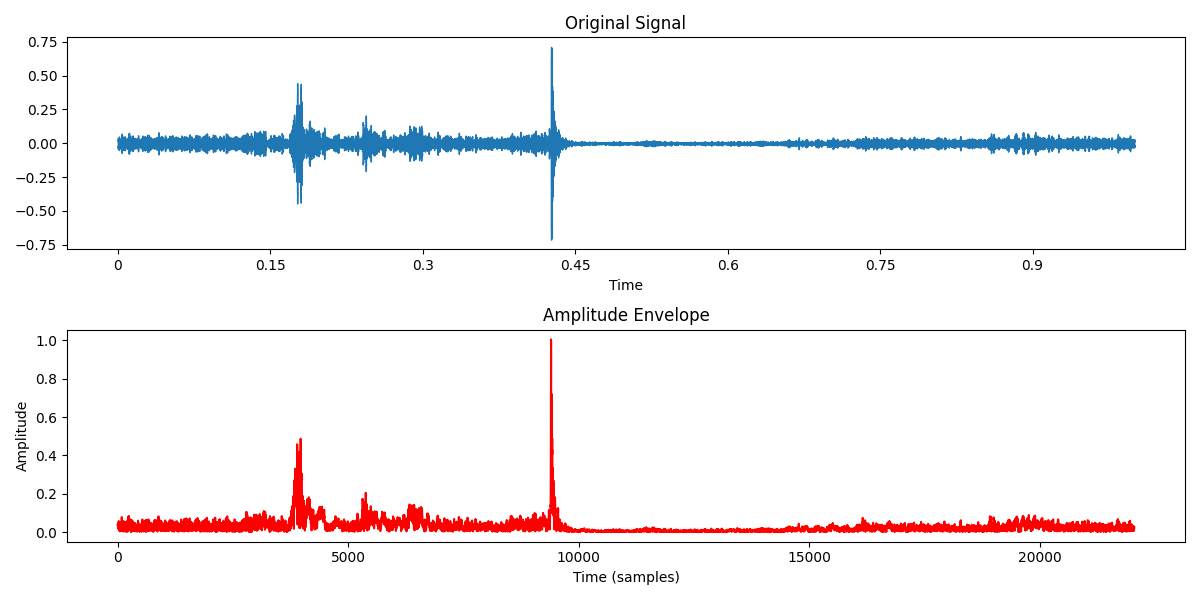 Original Signal
0.75
0.50
0.25
0.00
−0.25
−0.50
−0.75
0 0.15 0.3 0.45 0.6 0.75 0.9
Time
Amplitude Envelope
Amplitude
1.0
0.8
0.6
0.4
0.2
0.0
0 5000 10000 15000 20000
Time (samples)